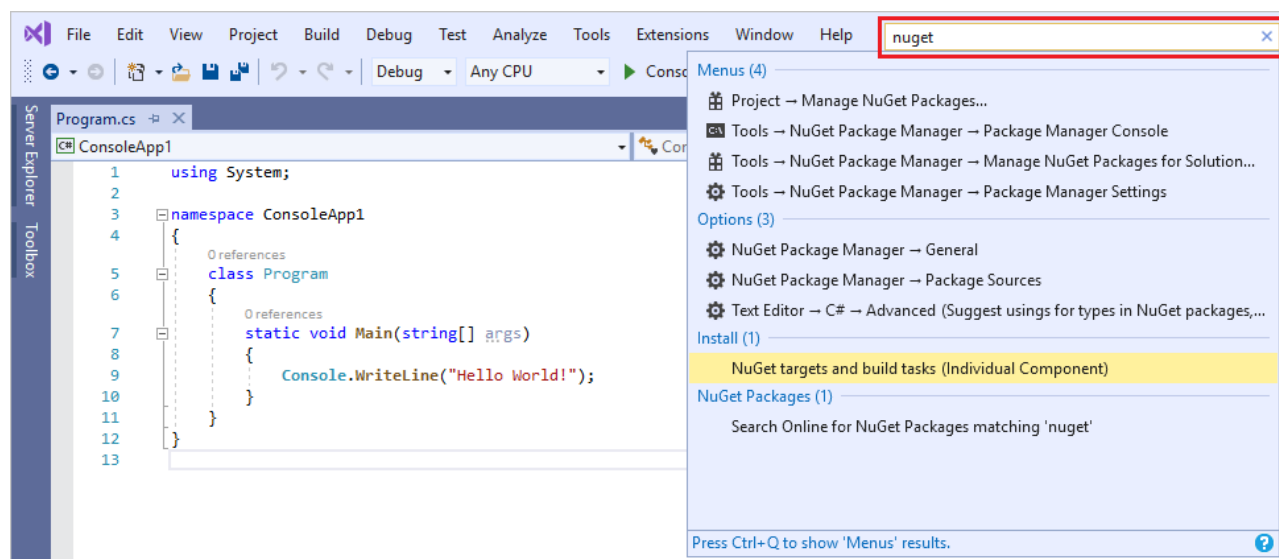 File Edit View Project Build Debug Test Analyze Tools Extensions Window Help nuget
Debug Any CPU
Server Explorer
Toolbox
Program.cs
C# ConsoleApp1
1 using System;
2
3 namespace ConsoleApp1
4 {
0 references
5 class Program
6 {
0 references
7 static void Main(string[] args)
8 {
9 Console.WriteLine("Hello World!");
10 }
11 }
12 }
13
Menus (4)
Project → Manage NuGet Packages...
C:\ Tools → NuGet Package Manager → Package Manager Console
Tools → NuGet Package Manager → Manage NuGet Packages for Solution...
Tools → NuGet Package Manager → Package Manager Settings
Options (3)
NuGet Package Manager → General
NuGet Package Manager → Package Sources
Text Editor → C# → Advanced (Suggest usings for types in NuGet packages,...
Install (1)
NuGet targets and build tasks (Individual Component)
NuGet Packages (1)
Search Online for NuGet Packages matching 'nuget'
Press Ctrl+Q to show 'Menus' results.